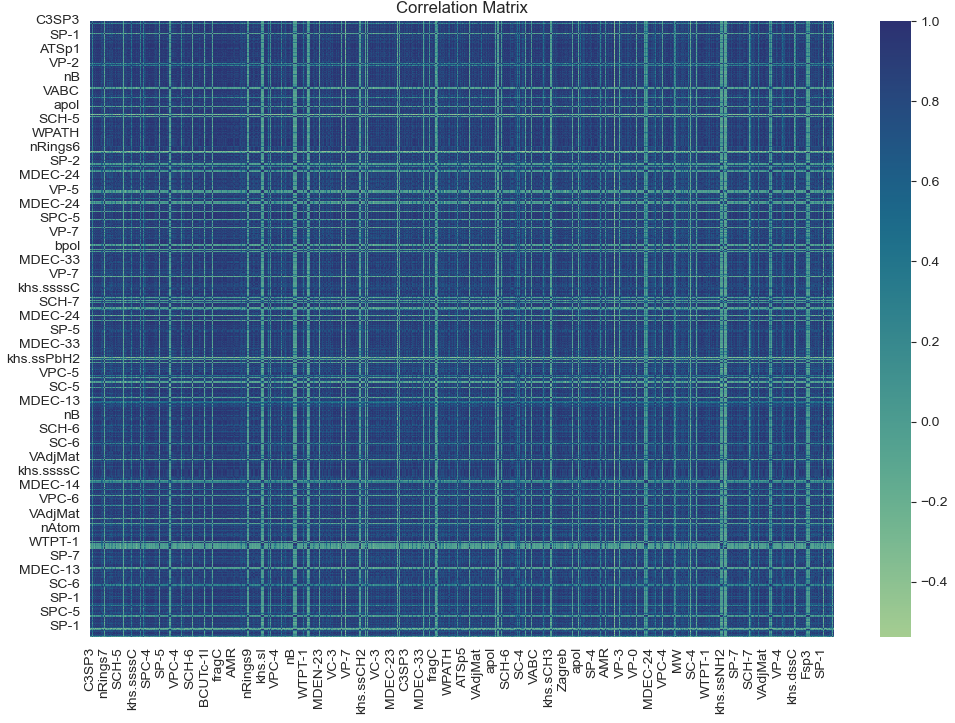 Correlation Matrix
C3SP3
SP-1
ATSp1
VP-2
nB
VABC
apol
SCH-5
WPATH
nRings6
SP-2
MDEC-24
VP-5
MDEC-24
SPC-5
VP-7
bpol
MDEC-33
VP-7
khs.ssssC
SCH-7
MDEC-24
SP-5
MDEC-33
khs.ssPbH2
VPC-5
SC-5
MDEC-13
nB
SCH-6
SC-6
VAdjMat
khs.ssssC
MDEC-14
VPC-6
VAdjMat
nAtom
WTPT-1
SP-7
MDEC-13
SC-6
SP-1
SPC-5
SP-1
C3SP3
nRings7
SCH-5
khs.ssssC
SPC-4
SP-5
VPC-4
SCH-6
BCUTc-1l
fragC
AMR
nRings9
khs.sI
VPC-4
nB
WTPT-1
MDEN-23
VC-3
VP-7
khs.ssCH2
VC-3
MDEC-23
C3SP3
MDEC-33
fragC
WPATH
ATSp5
VAdjMat
apol
SCH-6
SC-4
VABC
khs.sCH3
Zagreb
apol
SP-4
AMR
VP-3
VP-0
MDEC-24
VPC-4
MW
SC-4
WTPT-1
khs.ssNH2
SP-7
SCH-7
VAdjMat
VP-4
khs.dssC
Fsp3
SP-1
1.0
0.8
0.6
0.4
0.2
0.0
−0.2
−0.4